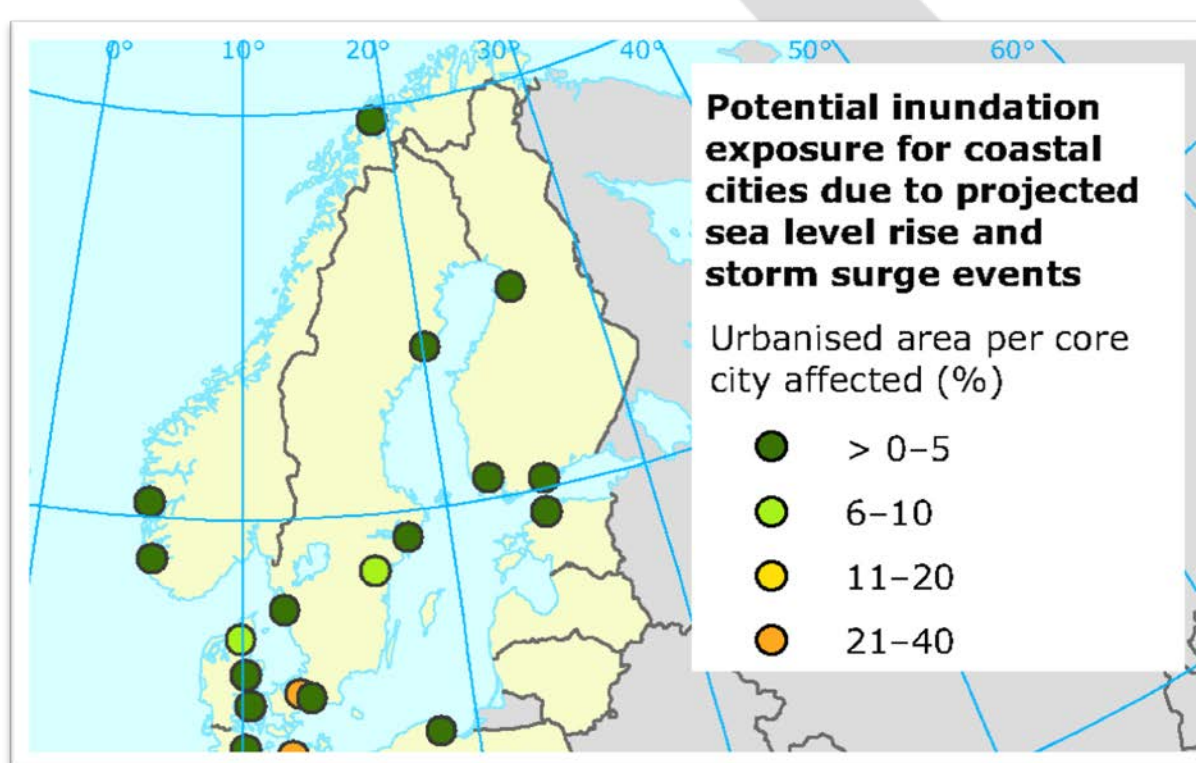 0° 10° 20° 30° 40° 50° 60°
Potential inundation
exposure for coastal
cities due to projected
sea level rise and
storm surge events
Urbanised area per core
city affected (%)
> 0–5
6–10
11–20
21–40